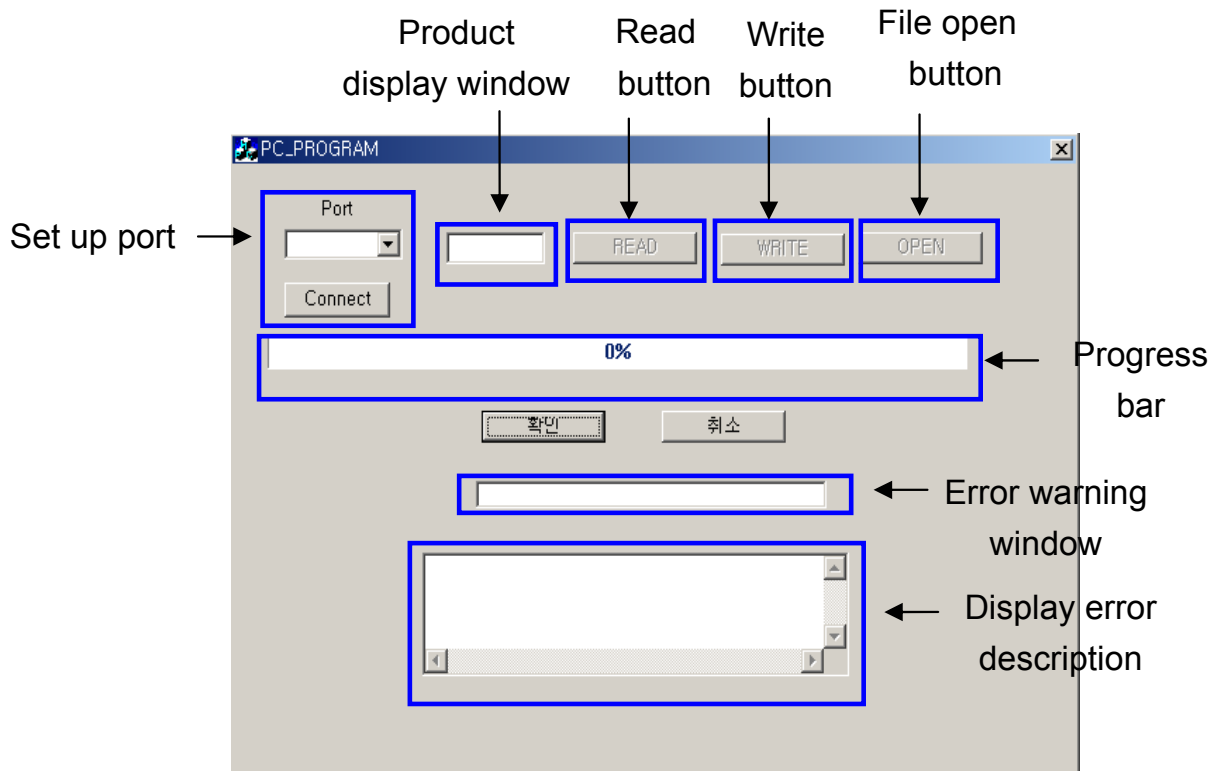 Product
display window
Read
button
Write
button
File open
button
PC_PROGRAM
Set up port
Port
READ
WRITE
OPEN
Connect
0%
Progress
bar
확인
취소
Error warning
window
Display error
description